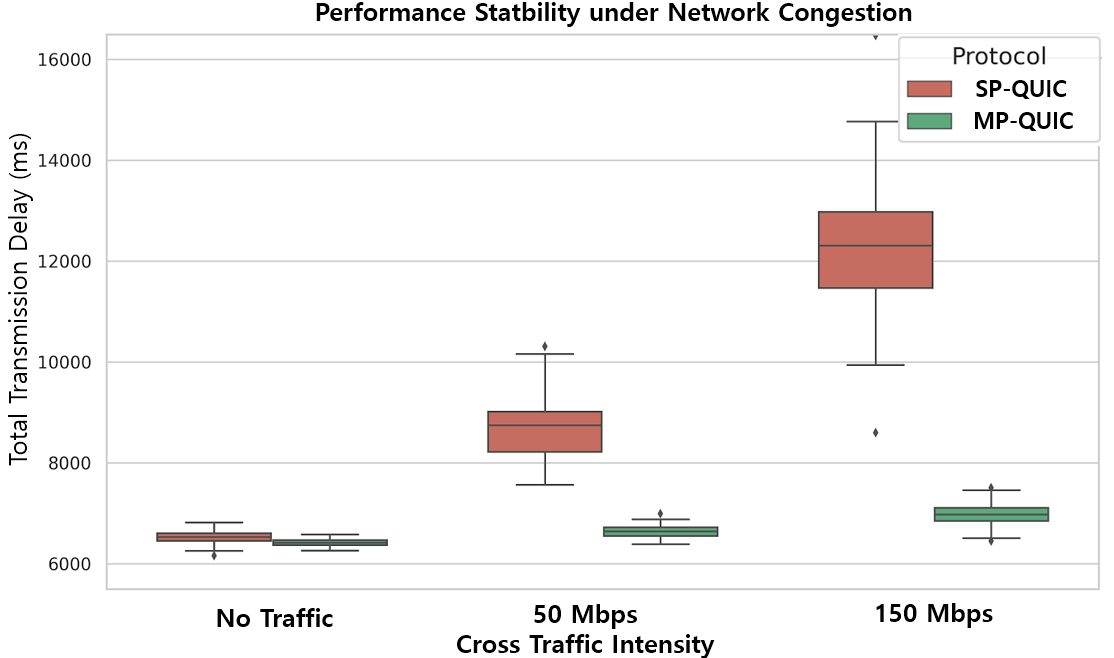 Performance Statbility under Network Congestion
Protocol
SP-QUIC
MP-QUIC
Total Transmission Delay (ms)
16000
14000
12000
10000
8000
6000
No Traffic
50 Mbps
150 Mbps
Cross Traffic Intensity